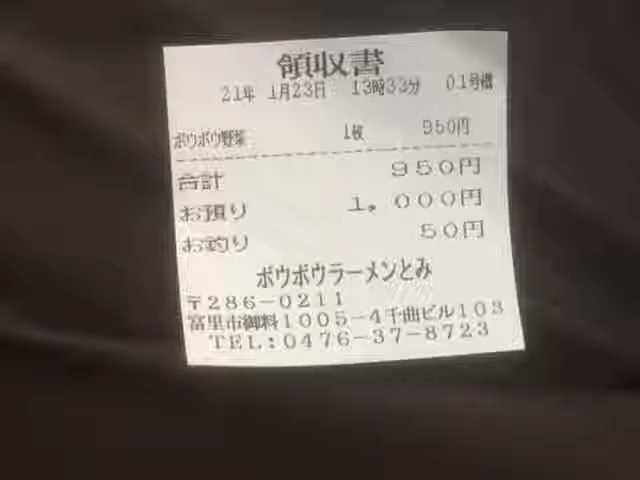 領収書
21年 1月23日 13時33分 01号機
ボウボウ野菜 1枚 950円
合計 950円
お預り 1,000円
お釣り 50円
ボウボウラーメンとみ
〒286-0211
富里市御料1005-4千曲ビル103
TEL:0476-37-8723